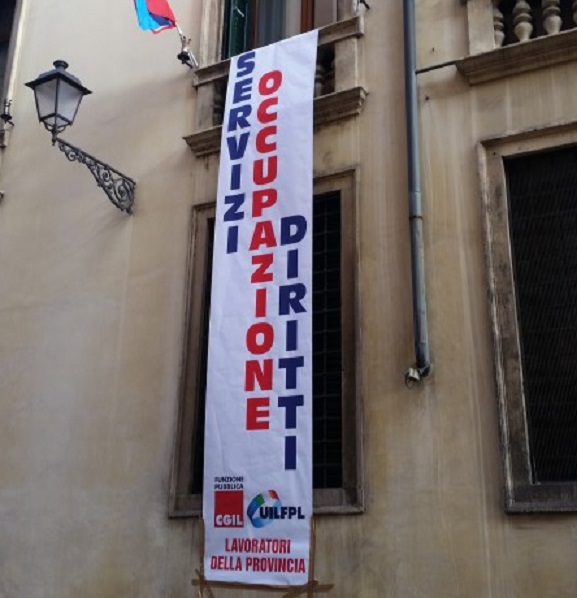 SERVIZI
OCCUPAZIONE
DIRITTI
FUNZIONE
PUBBLICA
CGIL
UILFPL
LAVORATORI
DELLA PROVINCIA